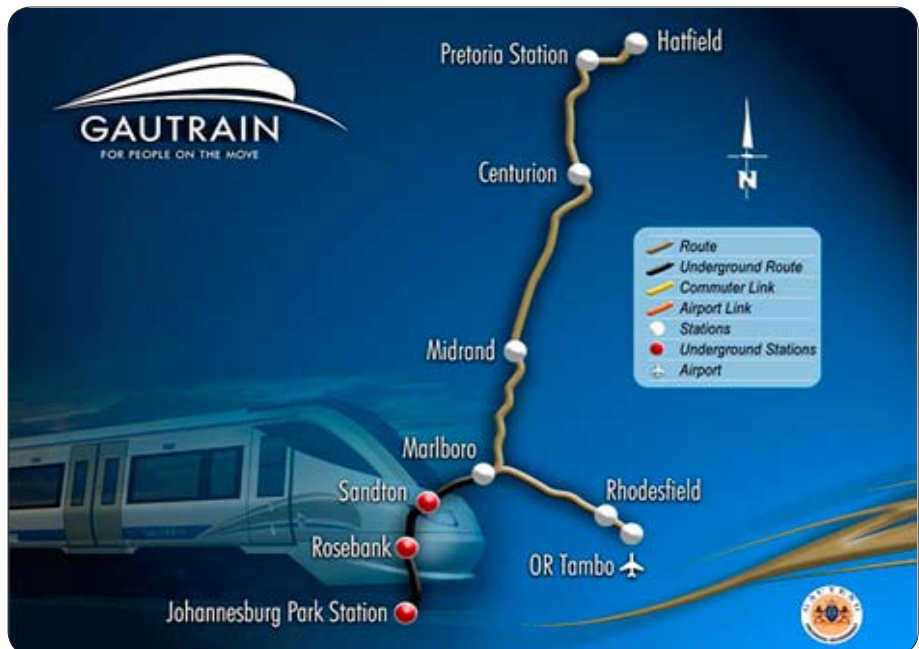 Hatfield
Pretoria Station
GAUTRAIN
FOR PEOPLE ON THE MOVE
Centurion
N
Route
Underground Route
Commuter Link
Airport Link
Stations
Underground Stations
Airport
Midrand
Marlboro
Sandton
Rhodesfield
Rosebank
OR Tambo
Johannesburg Park Station
GAUTENG